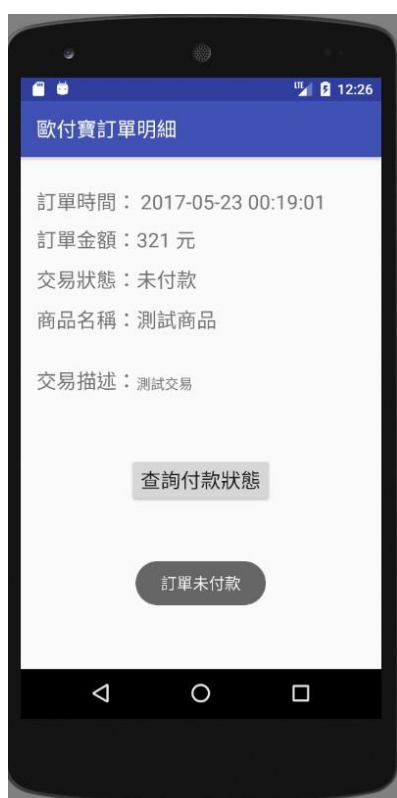 LTE 12:26
歐付寶訂單明細
訂單時間： 2017-05-23 00:19:01
訂單金額：321 元
交易狀態：未付款
商品名稱：測試商品
交易描述：測試交易
查詢付款狀態
訂單未付款